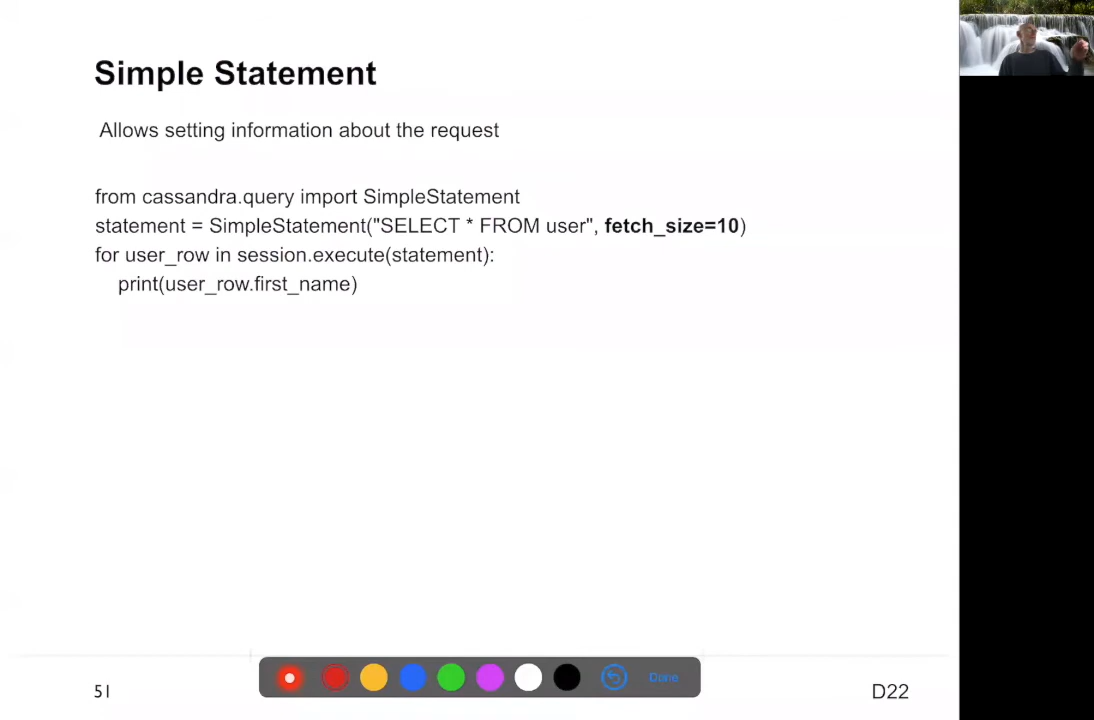 Simple Statement
Allows setting information about the request
from cassandra.query import SimpleStatement
statement = SimpleStatement("SELECT * FROM user", fetch_size=10)
for user_row in session.execute(statement):
print(user_row.first_name)
Done
51
D22